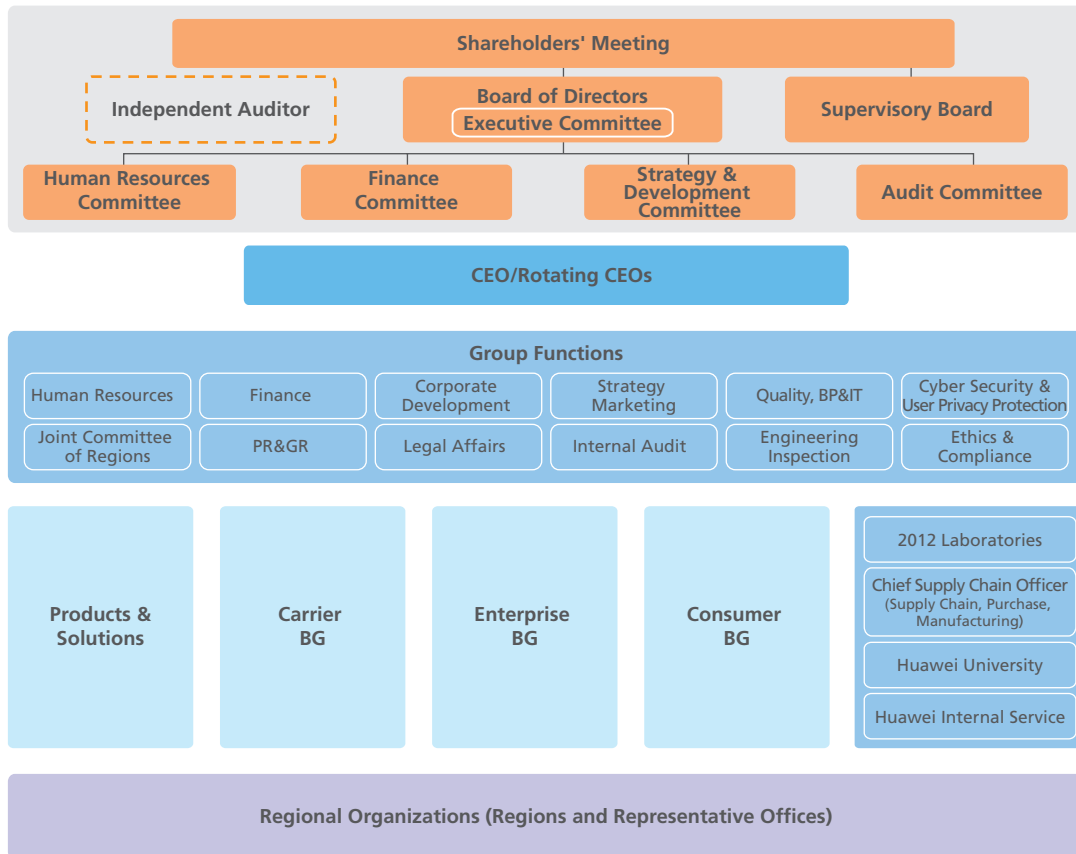 Shareholders' Meeting
Independent Auditor
Board of Directors
Executive Committee
Supervisory Board
Human Resources
Committee
Finance
Committee
Strategy &
Development
Committee
Audit Committee
CEO/Rotating CEOs
Group Functions
Human Resources
Finance
Corporate
Development
Strategy
Marketing
Quality, BP&IT
Cyber Security &
User Privacy Protection
Joint Committee
of Regions
PR&GR
Legal Affairs
Internal Audit
Engineering
Inspection
Ethics &
Compliance
Products &
Solutions
Carrier
BG
Enterprise
BG
Consumer
BG
2012 Laboratories
Chief Supply Chain Officer
(Supply Chain, Purchase,
Manufacturing)
Huawei University
Huawei Internal Service
Regional Organizations (Regions and Representative Offices)